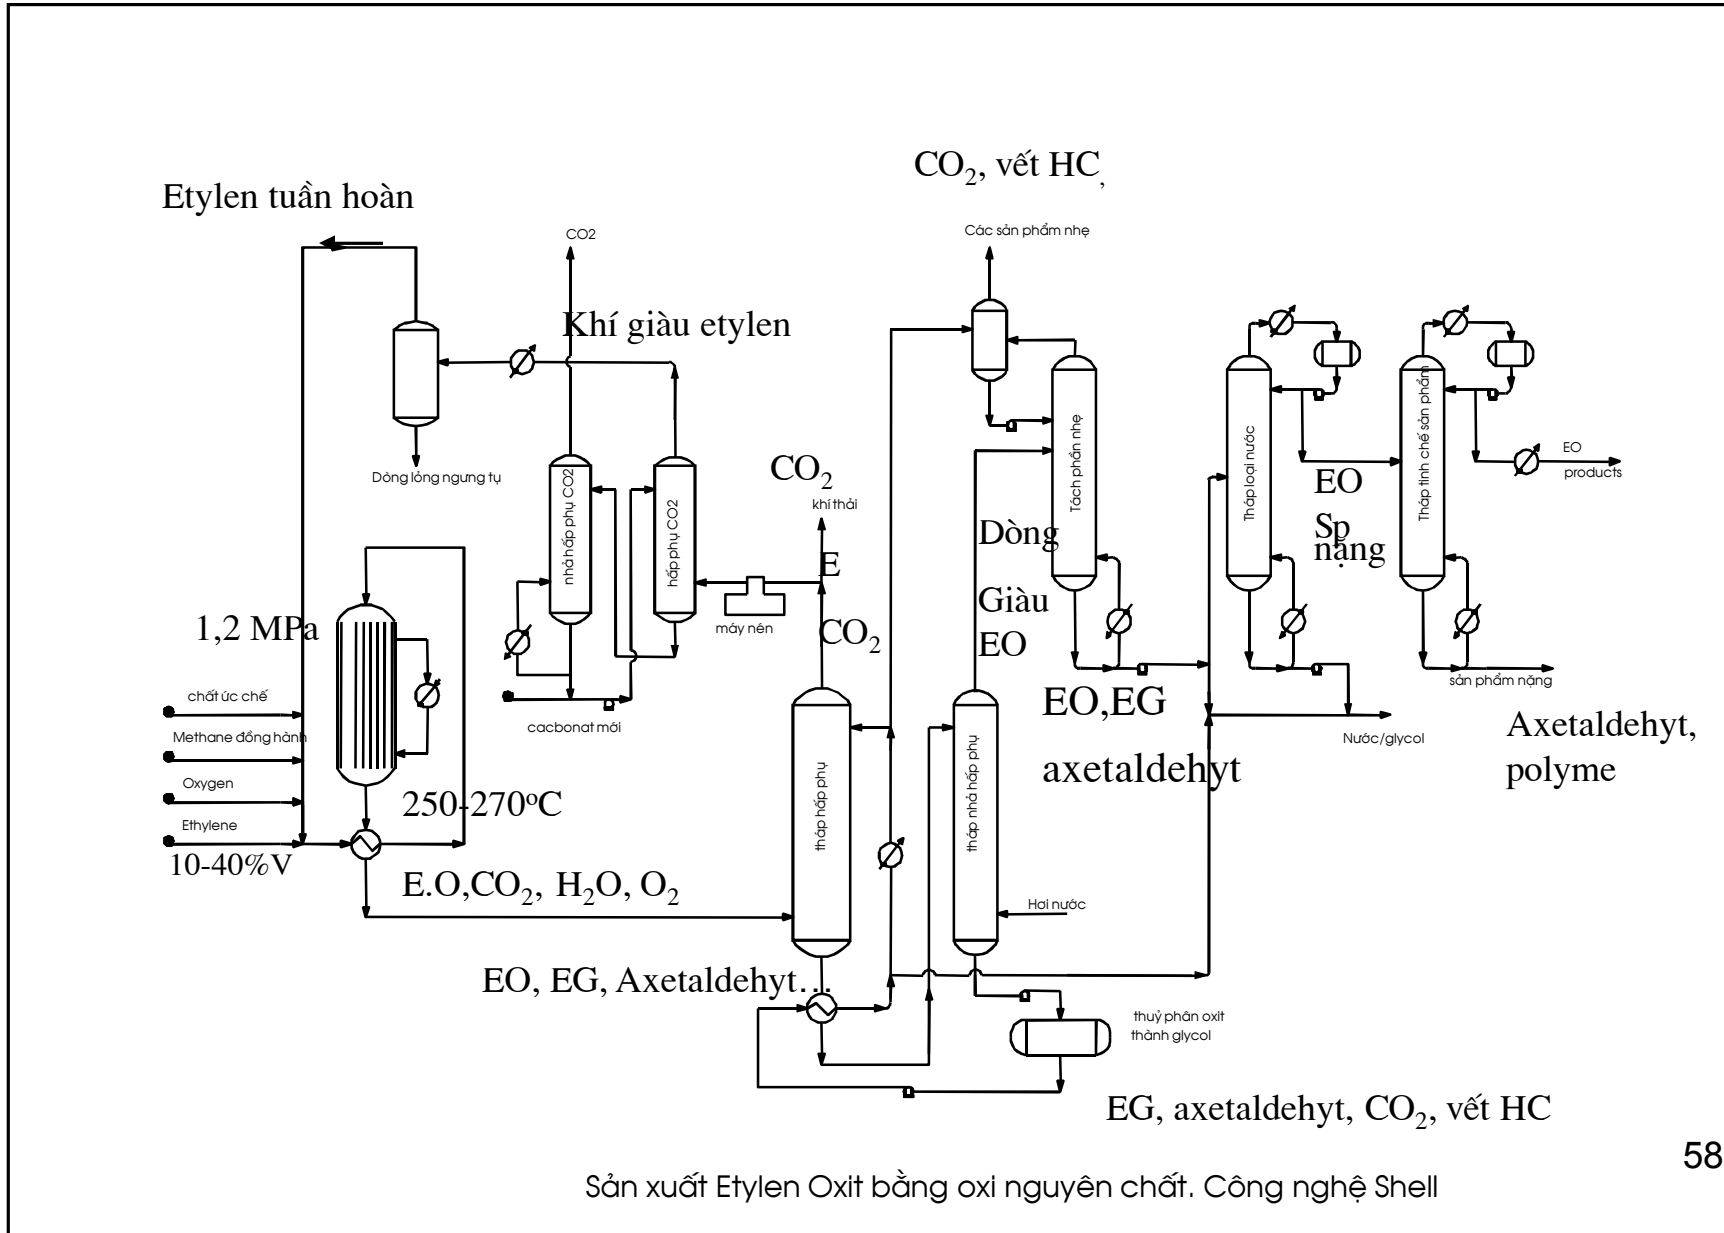 CO2, vết HC,
Etylen tuần hoàn
Các sản phẩm nhẹ
CO2
Khí giàu etylen
Dòng lỏng ngưng tụ
nhả hấp phụ CO2
hấp phụ CO2
CO2
khí thải
E
CO2
máy nén
Tách phần nhẹ
Tháp loại nước
Tháp tinh chế sản phẩm
EO
products
EO
Sp
nặng
Dòng
Giàu
EO
1,2 MPa
chất ức chế
Methane đồng hành
Oxygen
Ethylene
10-40%V
250-270oC
cacbonat mới
tháp hấp phụ
tháp nhả hấp phụ
EO,EG
axetaldehyt
sản phẩm nặng
Nước/glycol
Axetaldehyt,
polyme
E.O,CO2, H2O, O2
Hơi nước
EO, EG, Axetaldehyt...
thuỷ phân oxit
thành glycol
EG, axetaldehyt, CO2, vết HC
58
Sản xuất Etylen Oxit bằng oxi nguyên chất. Công nghệ Shell